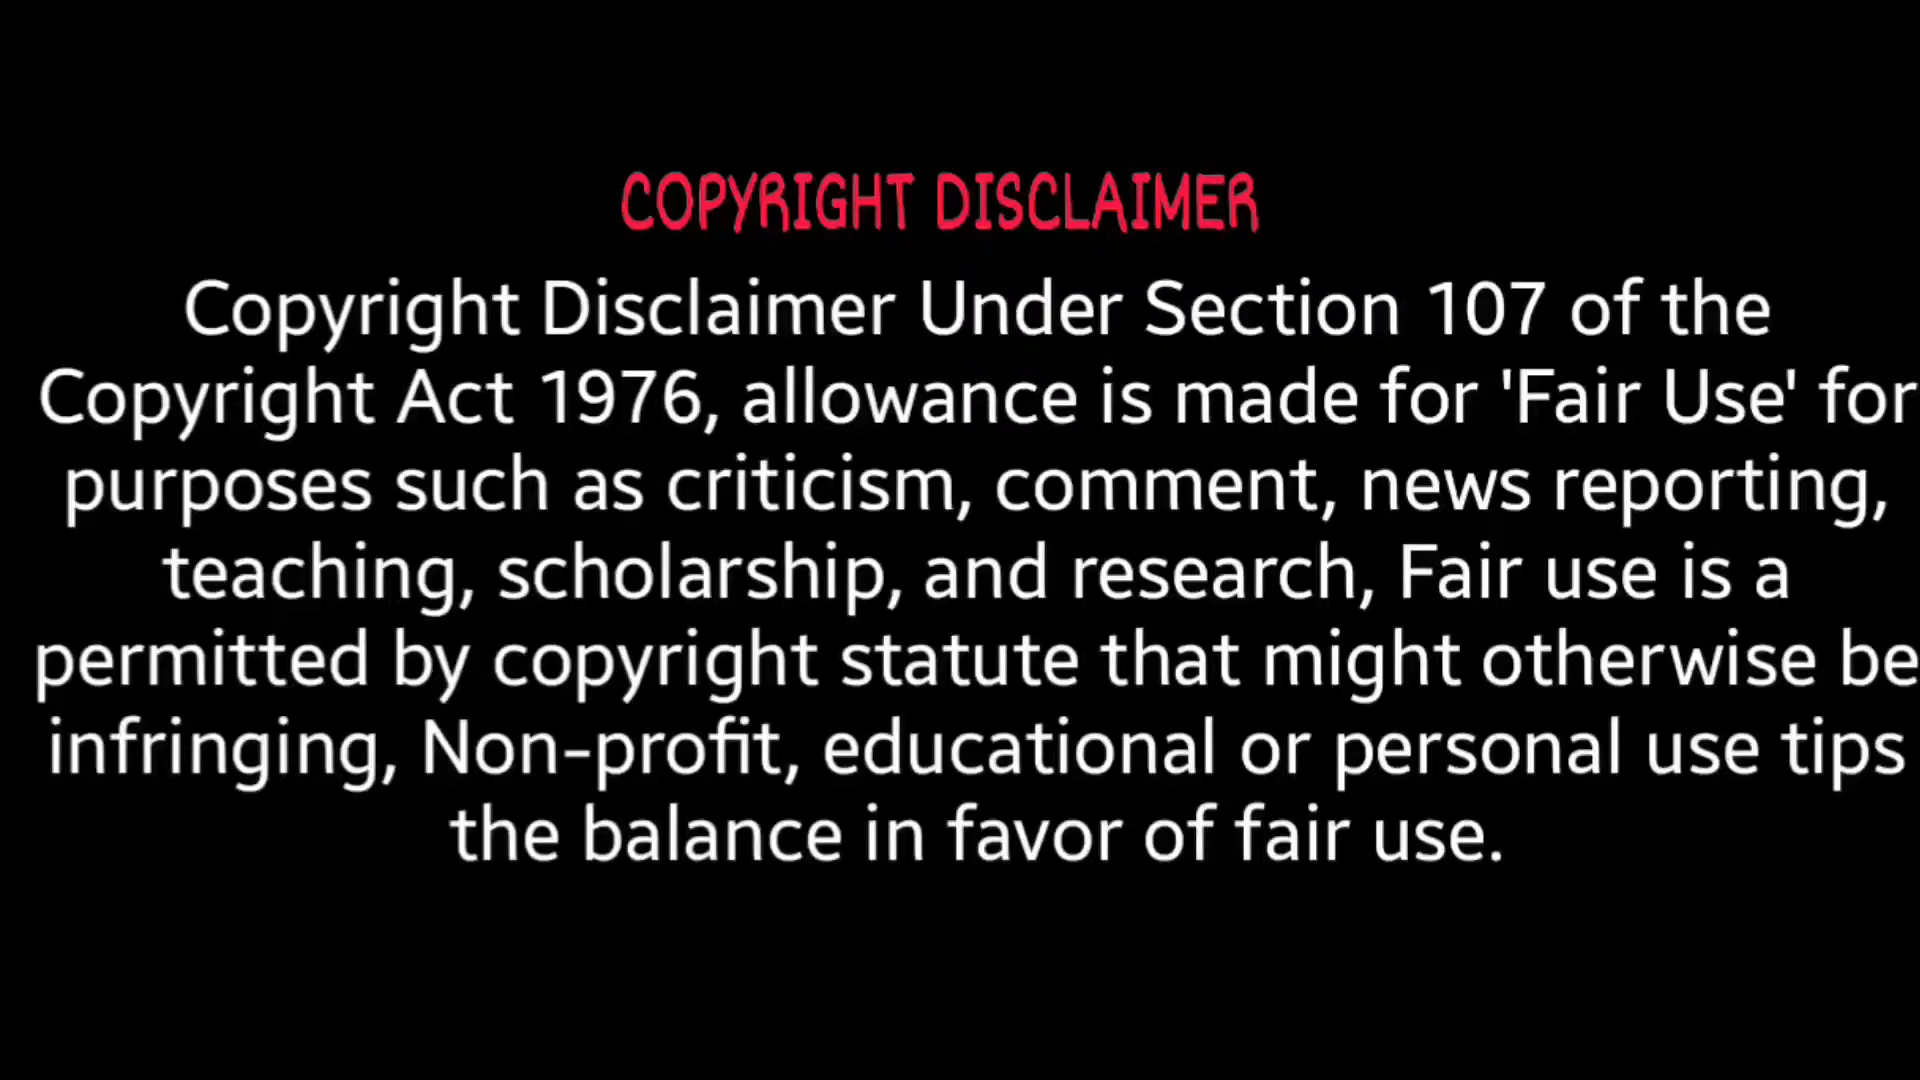 COPYRIGHT DISCLAIMER
Copyright Disclaimer Under Section 107 of the
Copyright Act 1976, allowance is made for 'Fair Use' for
purposes such as criticism, comment, news reporting,
teaching, scholarship, and research, Fair use is a
permitted by copyright statute that might otherwise be
infringing, Non-profit, educational or personal use tips
the balance in favor of fair use.